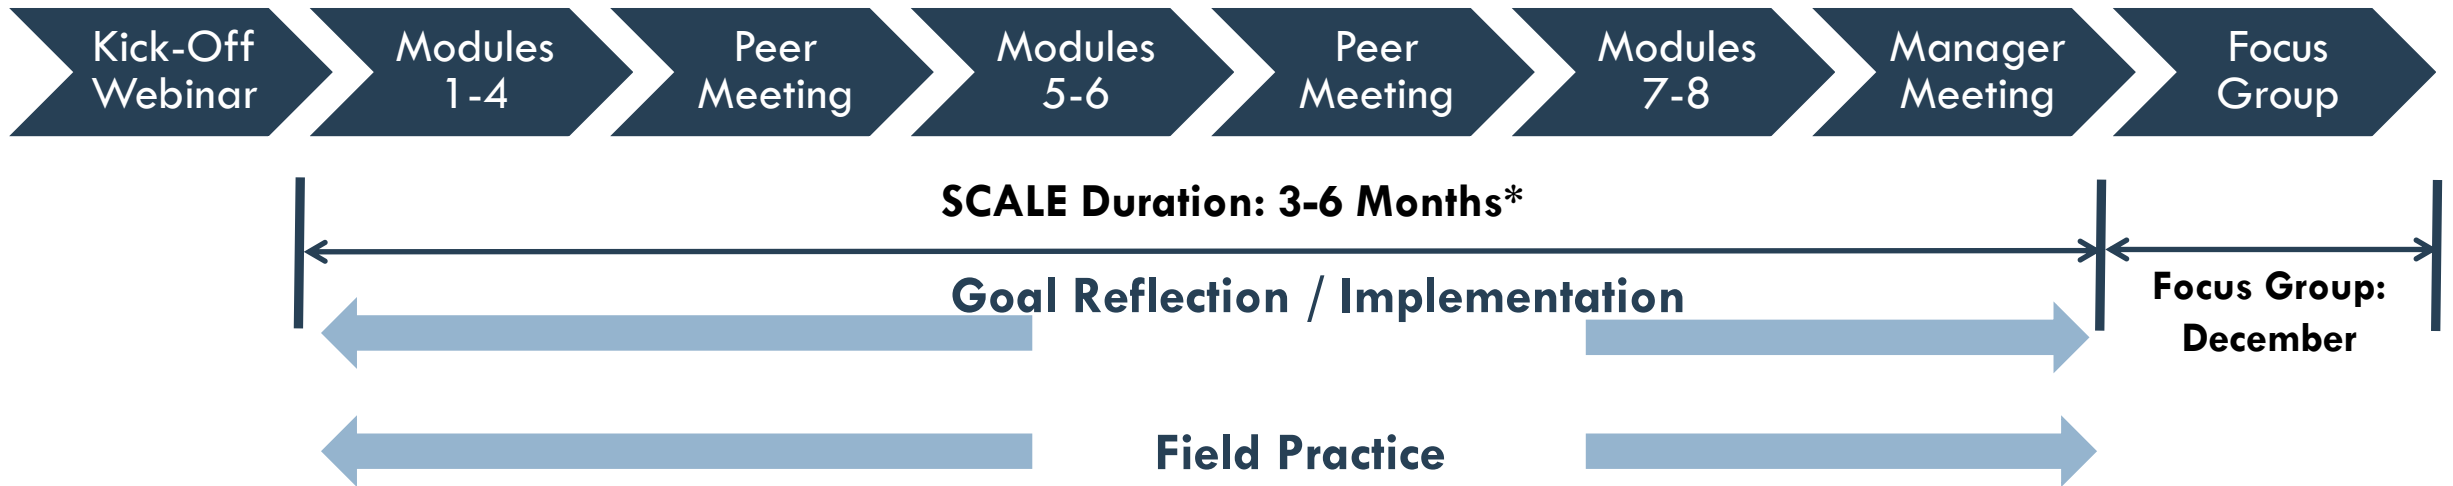 Kick-Off
Webinar
Modules
1-4
Peer
Meeting
Modules
5-6
Peer
Meeting
Modules
7-8
Manager
Meeting
Focus
Group
SCALE Duration: 3-6 Months*
Goal Reflection / Implementation
Focus Group:
December
Field Practice